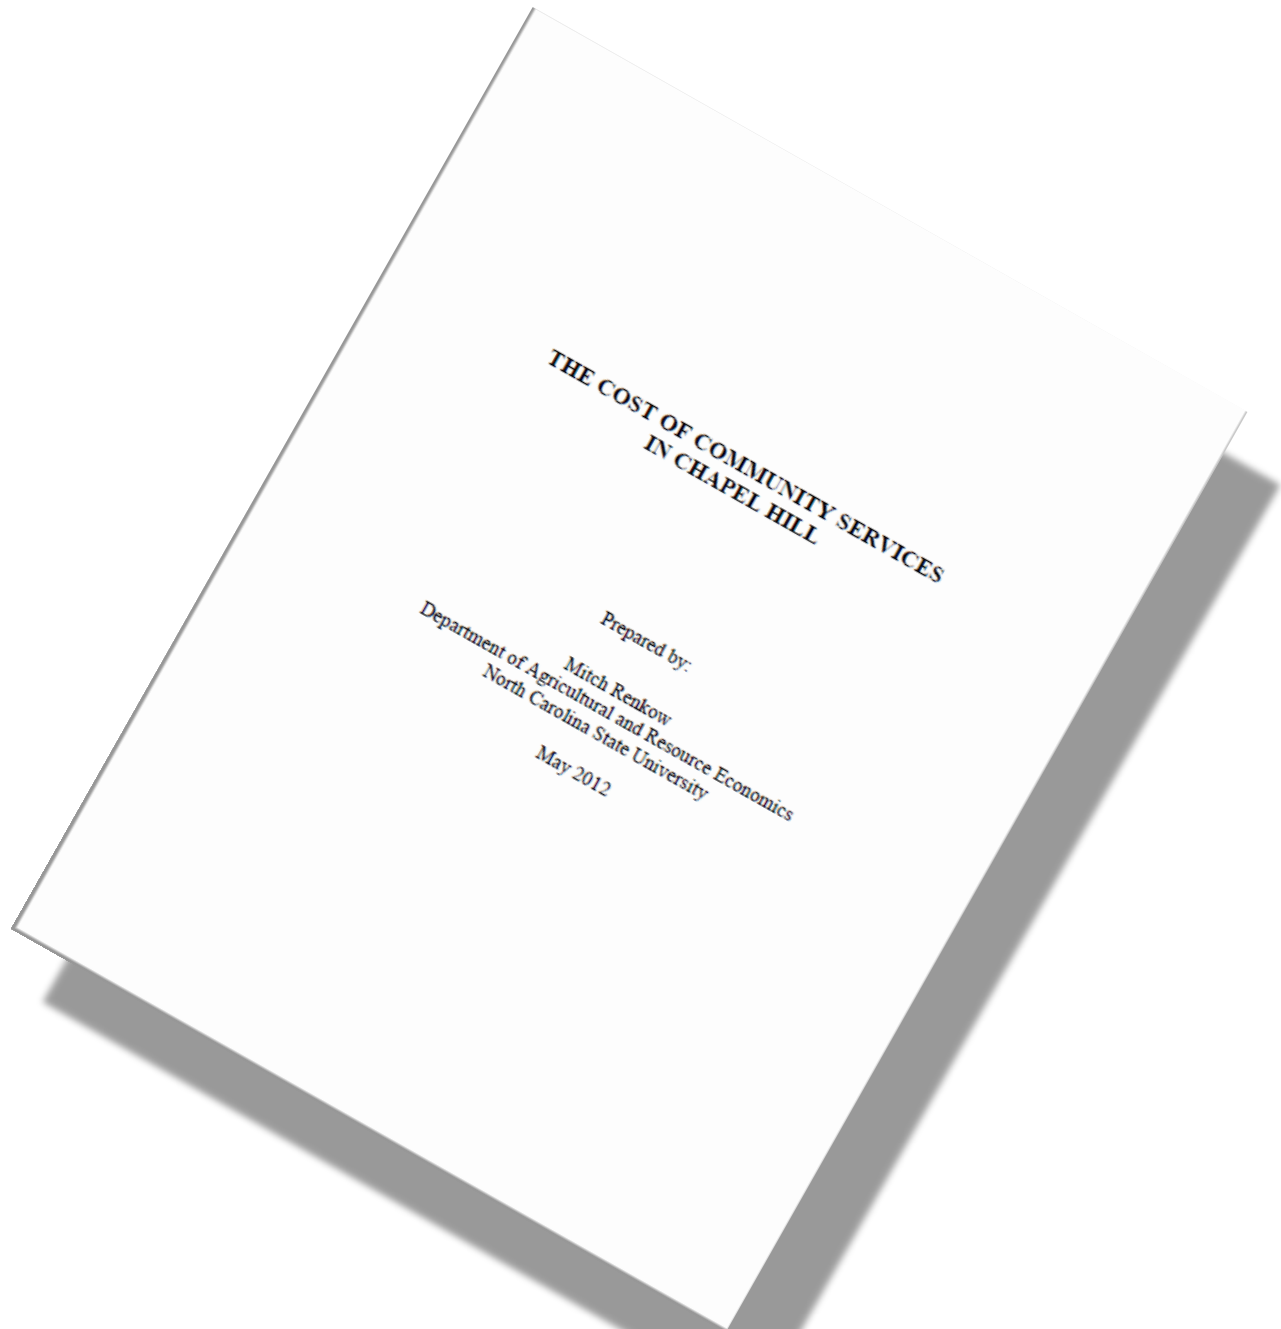 THE COST OF COMMUNITY SERVICES
IN CHAPEL HILL
Prepared by:
Mitch Renkow
Department of Agricultural and Resource Economics
North Carolina State University
May 2012